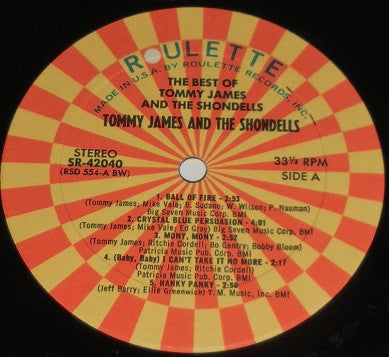 ROULETTE
MADE IN U.S.A. BY ROULETTE RECORDS, INC.
THE BEST OF
TOMMY JAMES
AND THE SHONDELLS
TOMMY JAMES AND THE SHONDELLS
STEREO
SR-42040
(RSD 554-A BW)
33⅓ RPM
SIDE A
1. BALL OF FIRE - 2:53
(Tommy James; Mike Vale; B. Sudano; W. Wilson; P. Nauman)
Big Seven Music Corp. BMI
2. CRYSTAL BLUE PERSUASION - 4:01
(Tommy James; Mike Vale; Ed Gray) Big Seven Music Corp. BMI
3. MONY, MONY - 2:52
(Tommy James; Ritchie Cordell; Bo Gentry; Bobby Bloom)
Patricia Music Pub. Corp. BMI
4. (Baby, Baby) I CAN'T TAKE IT NO MORE - 2:17
(Tommy James; Ritchie Cordell)
Patricia Music Pub. Corp. BMI
5. HANKY PANKY - 2:59
(Jeff Barry; Ellie Greenwich) T. M. Music, Inc. BMI